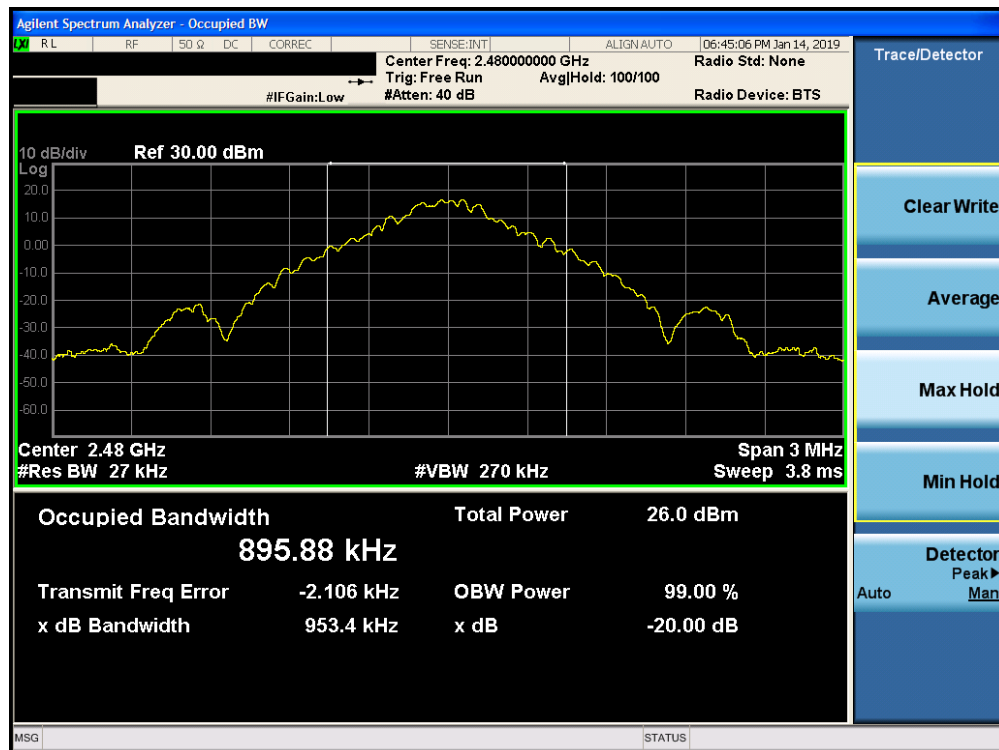 Agilent Spectrum Analyzer - Occupied BW
LXI RL RF 50 Ω DC CORREC SENSE:INT ALIGN AUTO 06:45:06 PM Jan 14, 2019
Center Freq: 2.480000000 GHz Radio Std: None
Trig: Free Run Avg|Hold: 100/100
#IFGain:Low #Atten: 40 dB Radio Device: BTS
Trace/Detector
10 dB/div Ref 30.00 dBm
Log
20.0
10.0
0.00
-10.0
-20.0
-30.0
-40.0
-50.0
-60.0
Center 2.48 GHz Span 3 MHz
#Res BW 27 kHz #VBW 270 kHz Sweep 3.8 ms
Clear Write
Average
Max Hold
Min Hold
Detector
Peak▶
Auto Man
Occupied Bandwidth Total Power 26.0 dBm
895.88 kHz
Transmit Freq Error -2.106 kHz OBW Power 99.00 %
x dB Bandwidth 953.4 kHz x dB -20.00 dB
MSG STATUS